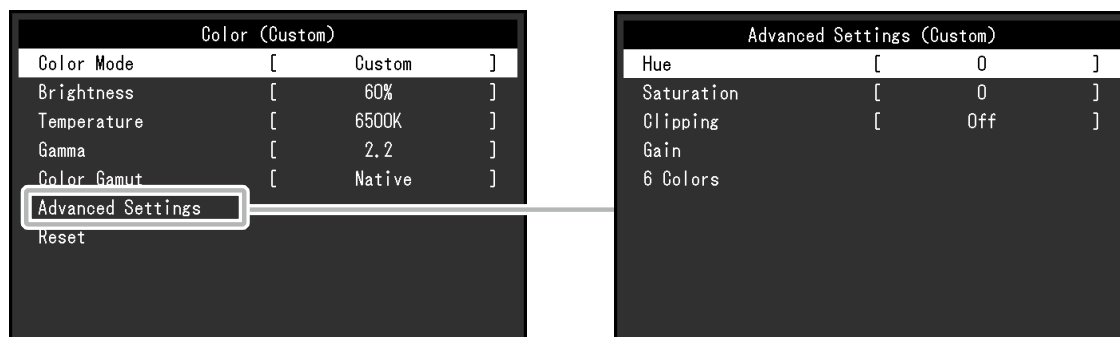 Color (Custom)
Color Mode [ Custom ]
Brightness [ 60% ]
Temperature [ 6500K ]
Gamma [ 2.2 ]
Color Gamut [ Native ]
Advanced Settings
Reset
Advanced Settings (Custom)
Hue [ 0 ]
Saturation [ 0 ]
Clipping [ Off ]
Gain
6 Colors